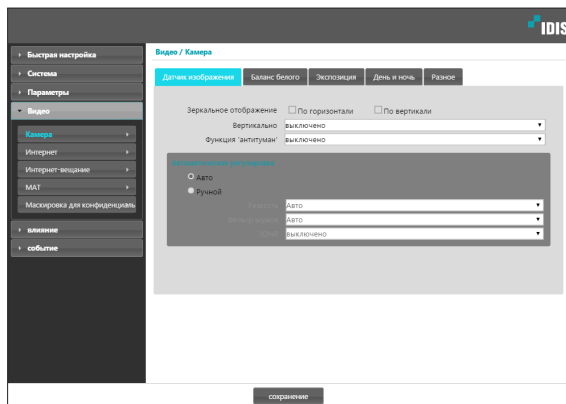 IDIS
Быстрая настройка
Система
Параметры
Видео
Камера
Интернет
Интернет-вещание
MAT
Маскировка для конфиденциаль
влияние
событие
Видео / Камера
Датчик изображения Баланс белого Экспозиция День и ночь Разное
Зеркальное отображение По горизонтали По вертикали
Вертикально выключено
Функция 'антитуман' выключено
Авто
Ручной
Авто
Авто
выключено
сохранение